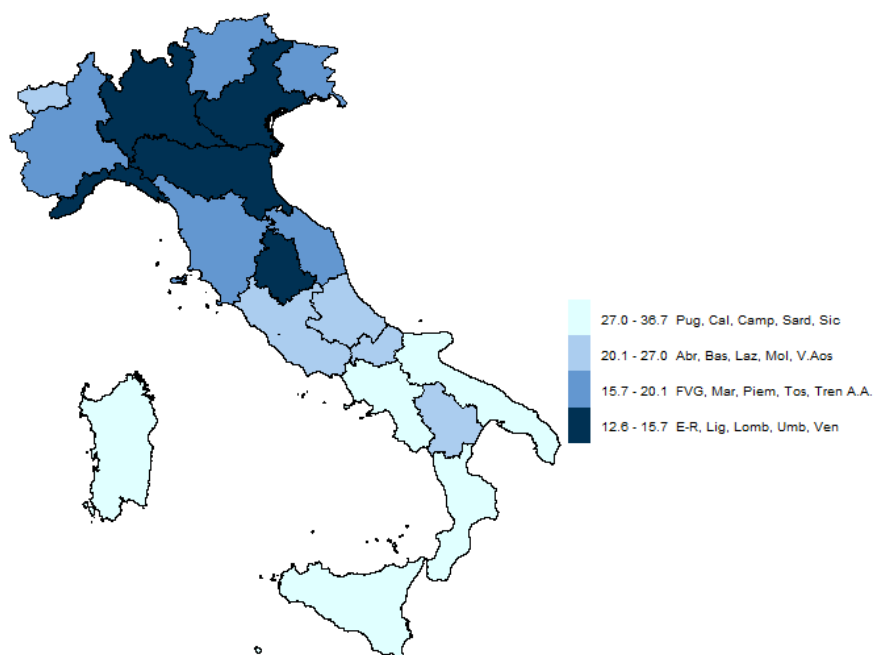 27.0 - 36.7 Pug, Cal, Camp, Sard, Sic
20.1 - 27.0 Abr, Bas, Laz, Mol, V.Aos
15.7 - 20.1 FVG, Mar, Piem, Tos, Tren A.A.
12.6 - 15.7 E-R, Lig, Lomb, Umb, Ven